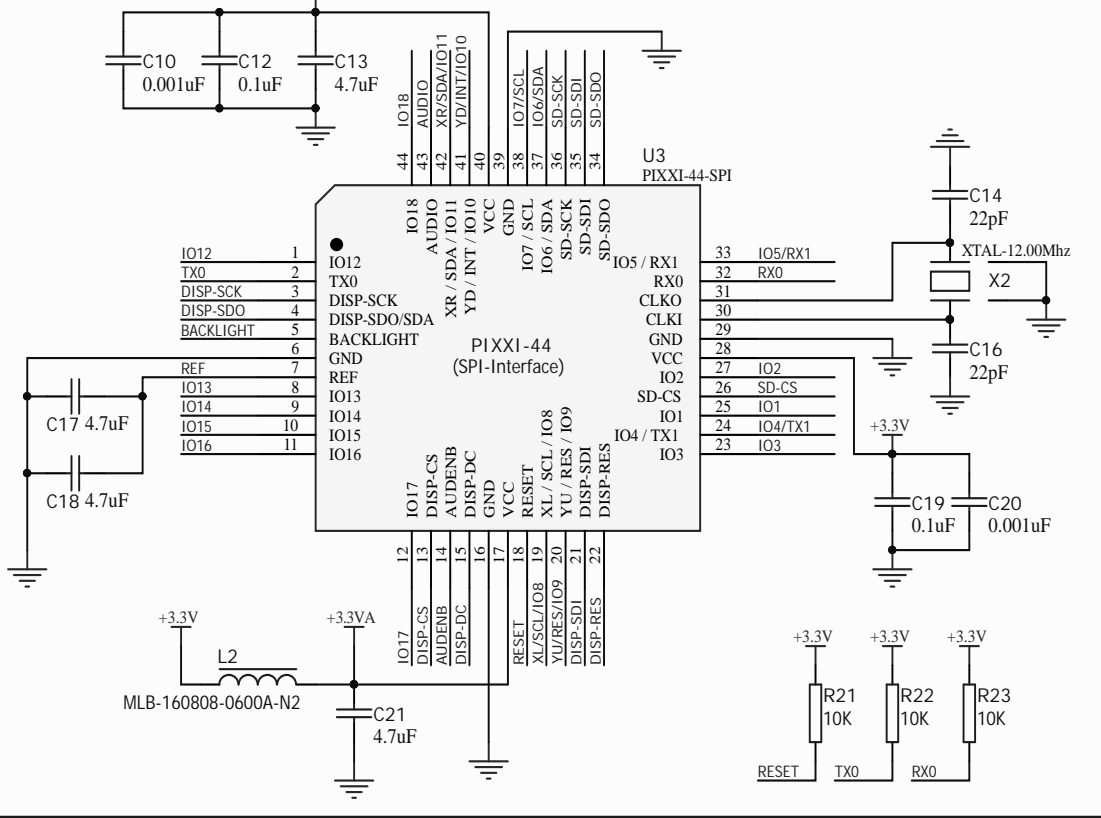 C10
0.001uF
C12
0.1uF
C13
4.7uF
IO18
AUDIO
XR/SDA/IO11
YD/INT/IO10
IO7/SCL
IO6/SDA
SD-SCK
SD-SDI
SD-SDO
44
43
42
41
40
39
38
37
36
35
34
U3
PIXXI-44-SPI
IO18
AUDIO
XR / SDA / IO11
YD / INT / IO10
VCC
GND
IO7 / SCL
IO6 / SDA
SD-SCK
SD-SDI
SD-SDO
IO12 1 IO12
TX0 2 TX0
DISP-SCK 3 DISP-SCK
DISP-SDO 4 DISP-SDO/SDA
BACKLIGHT 5 BACKLIGHT
6 GND
REF 7 REF
IO13 8 IO13
IO14 9 IO14
IO15 10 IO15
IO16 11 IO16
PIXXI-44
(SPI-Interface)
IO5 / RX1 33 IO5/RX1
RX0 32 RX0
CLKO 31
CLKI 30
GND 29
VCC 28
IO2 27 IO2
SD-CS 26 SD-CS
IO1 25 IO1
IO4 / TX1 24 IO4/TX1
IO3 23 IO3
C14
22pF
XTAL-12.00Mhz
X2
C16
22pF
C17 4.7uF
C18 4.7uF
+3.3V
C19
0.1uF
C20
0.001uF
IO17
DISP-CS
AUDENB
DISP-DC
GND
VCC
RESET
XL / SCL / IO8
YU / RES / IO9
DISP-SDI
DISP-RES
12
13
14
15
16
17
18
19
20
21
22
IO17
DISP-CS
AUDENB
DISP-DC
RESET
XL/SCL/IO8
YU/RES/IO9
DISP-SDI
DISP-RES
+3.3V
+3.3VA
L2
MLB-160808-0600A-N2
C21
4.7uF
+3.3V
+3.3V
+3.3V
R21
10K
R22
10K
R23
10K
RESET
TX0
RX0